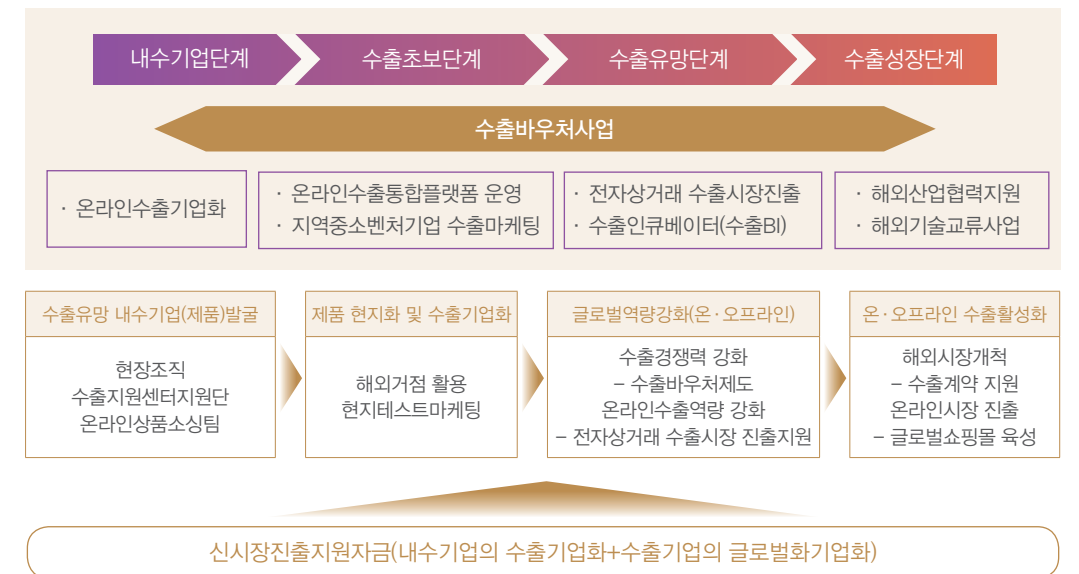 내수기업단계
수출초보단계
수출유망단계
수출성장단계
수출바우처사업
· 온라인수출기업화
· 온라인수출통합플랫폼 운영
· 지역중소벤처기업 수출마케팅
· 전자상거래 수출시장진출
· 수출인큐베이터(수출BI)
· 해외산업협력지원
· 해외기술교류사업
수출유망 내수기업(제품)발굴
현장조직
수출지원센터지원단
온라인상품소싱팀
제품 현지화 및 수출기업화
해외거점 활용
현지테스트마케팅
글로벌역량강화(온·오프라인)
수출경쟁력 강화
– 수출바우처제도
온라인수출역량 강화
– 전자상거래 수출시장 진출지원
온·오프라인 수출활성화
해외시장개척
– 수출계약 지원
온라인시장 진출
– 글로벌쇼핑몰 육성
신시장진출지원자금(내수기업의 수출기업화+수출기업의 글로벌화기업화)